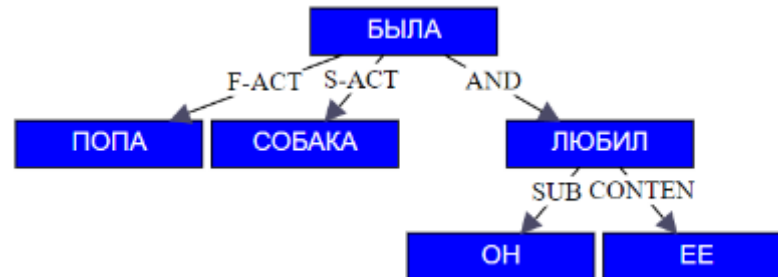 БЫЛА
F-ACT S-ACT AND
ПОПА СОБАКА ЛЮБИЛ
SUB CONTEN
ОН ЕЕ